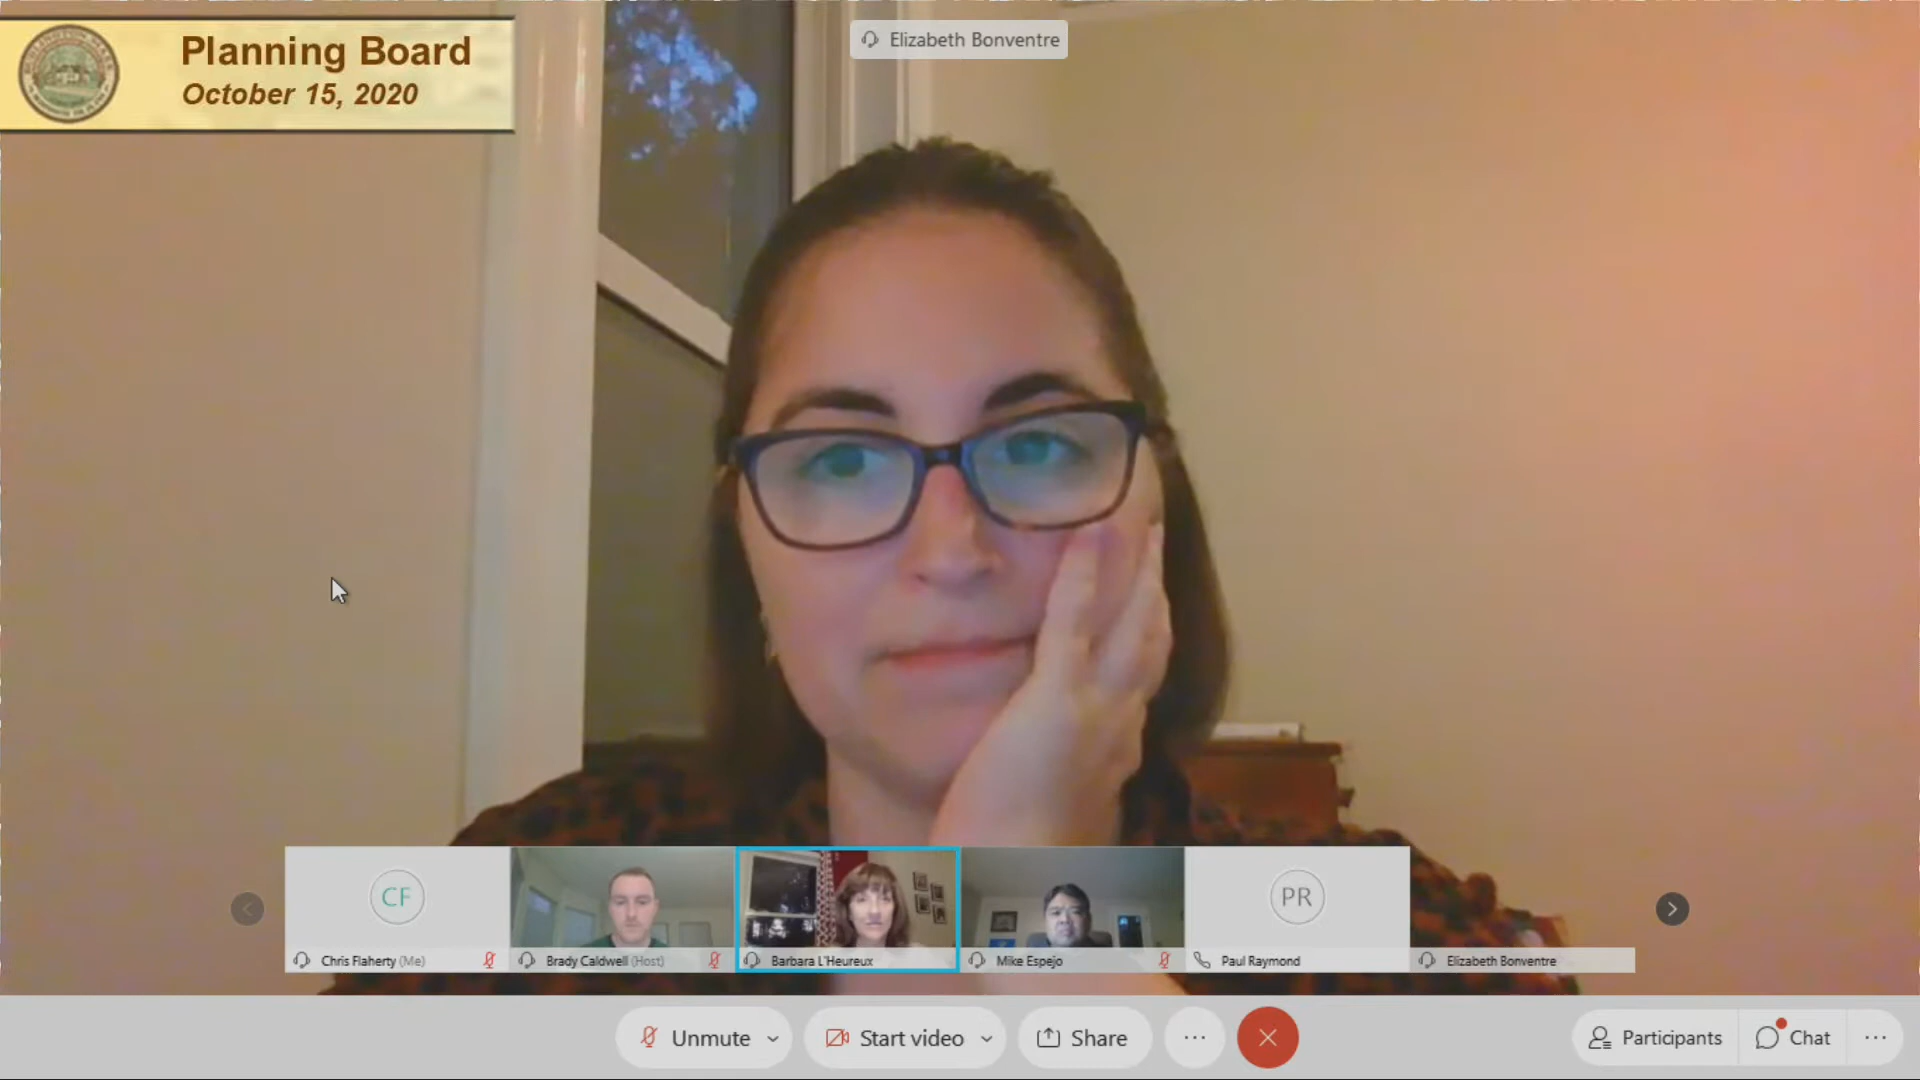 Planning Board
October 15, 2020
Elizabeth Bonventre
CF
PR
Chris Flaherty (Me)
Brady Caldwell (Host)
Barbara L'Heureux
Mike Espejo
Paul Raymond
Elizabeth Bonventre
Unmute
Start video
Share
Participants
Chat